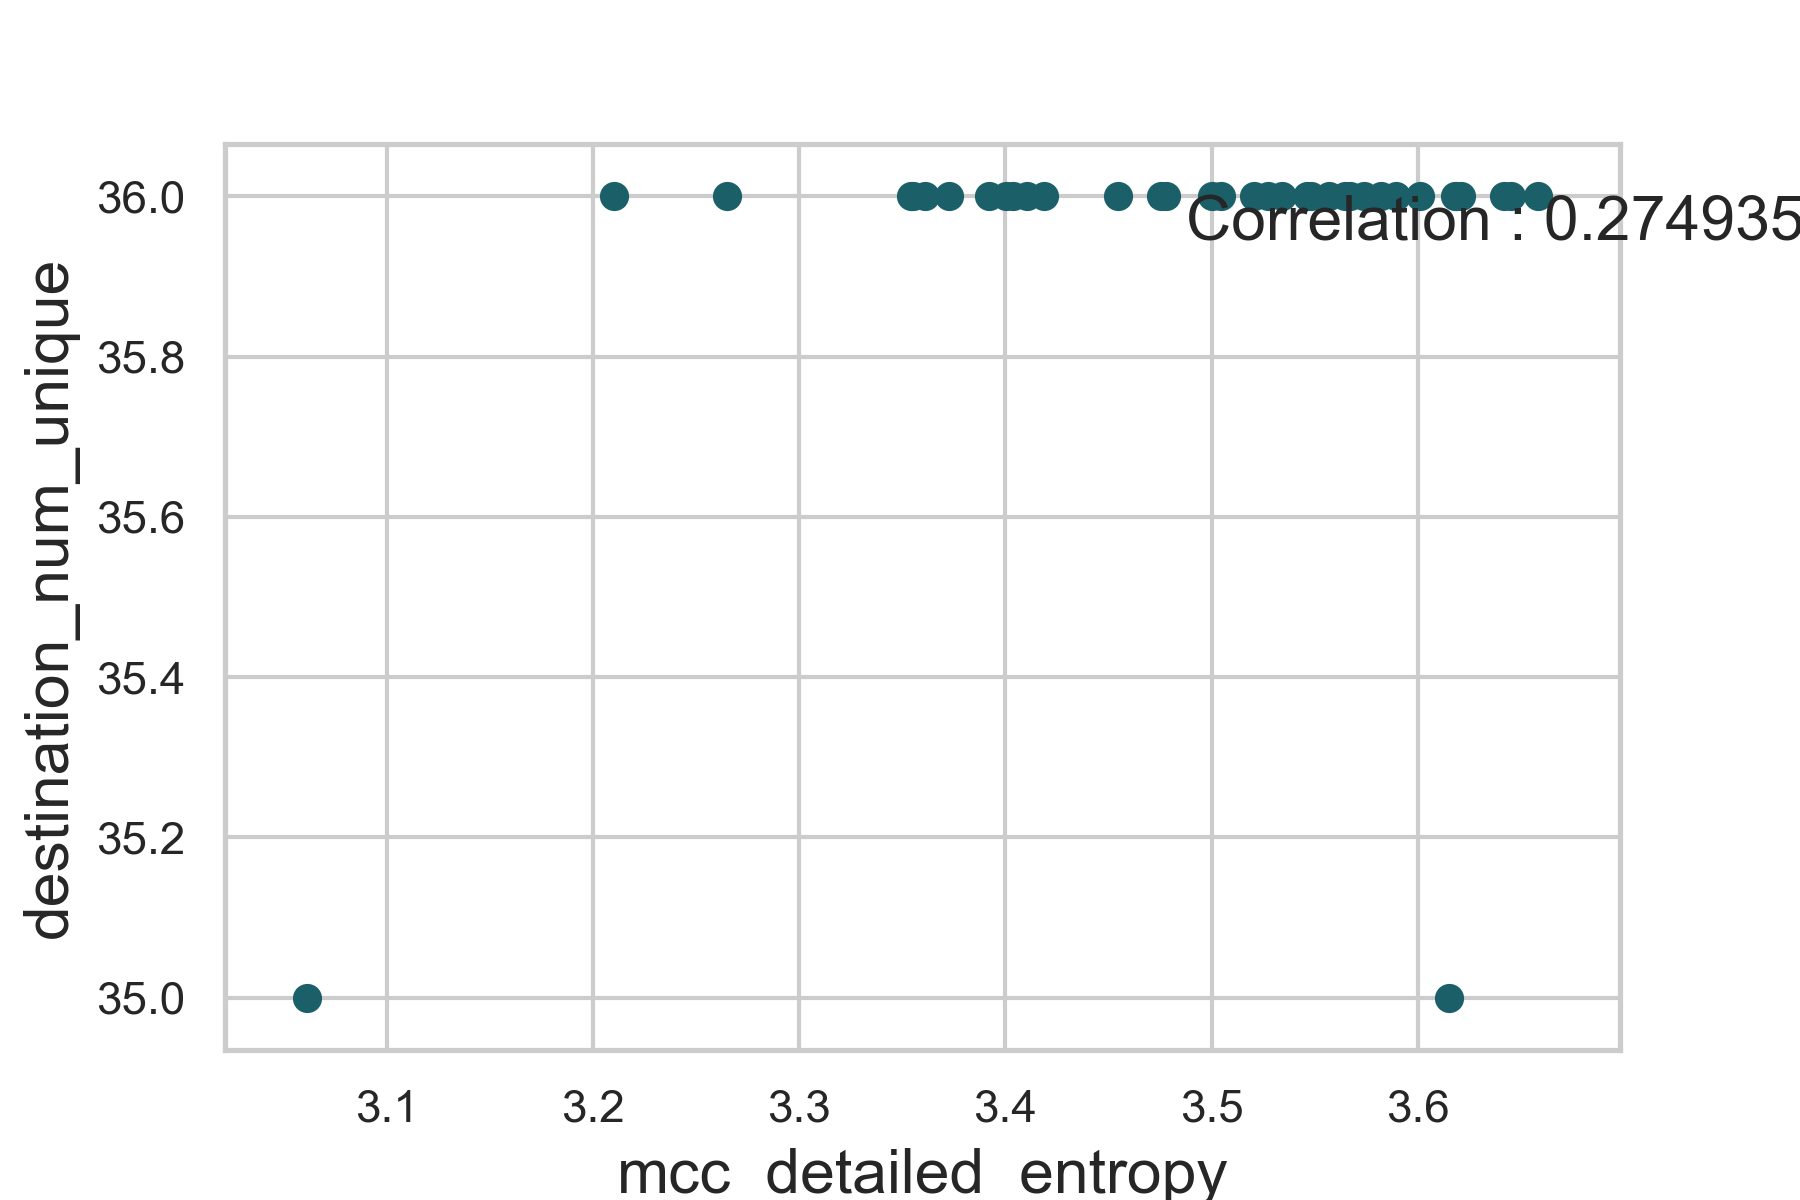 36.0
35.8
35.6
35.4
35.2
35.0
destination_num_unique
Correlation : 0.274935
3.1 3.2 3.3 3.4 3.5 3.6
mcc_detailed_entropy